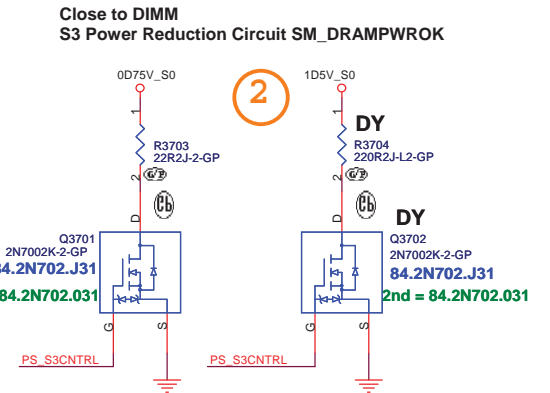 Close to DIMM
S3 Power Reduction Circuit SM_DRAMPWROK
0D75V_S0
2
1D5V_S0
1
1
DY
R3703
22R2J-2-GP
R3704
220R2J-L2-GP
2
2
D
D
DY
Q3701
2N7002K-2-GP
84.2N702.J31
84.2N702.031
Q3702
2N7002K-2-GP
84.2N702.J31
2nd = 84.2N702.031
G
S
G
S
PS_S3CNTRL
PS_S3CNTRL